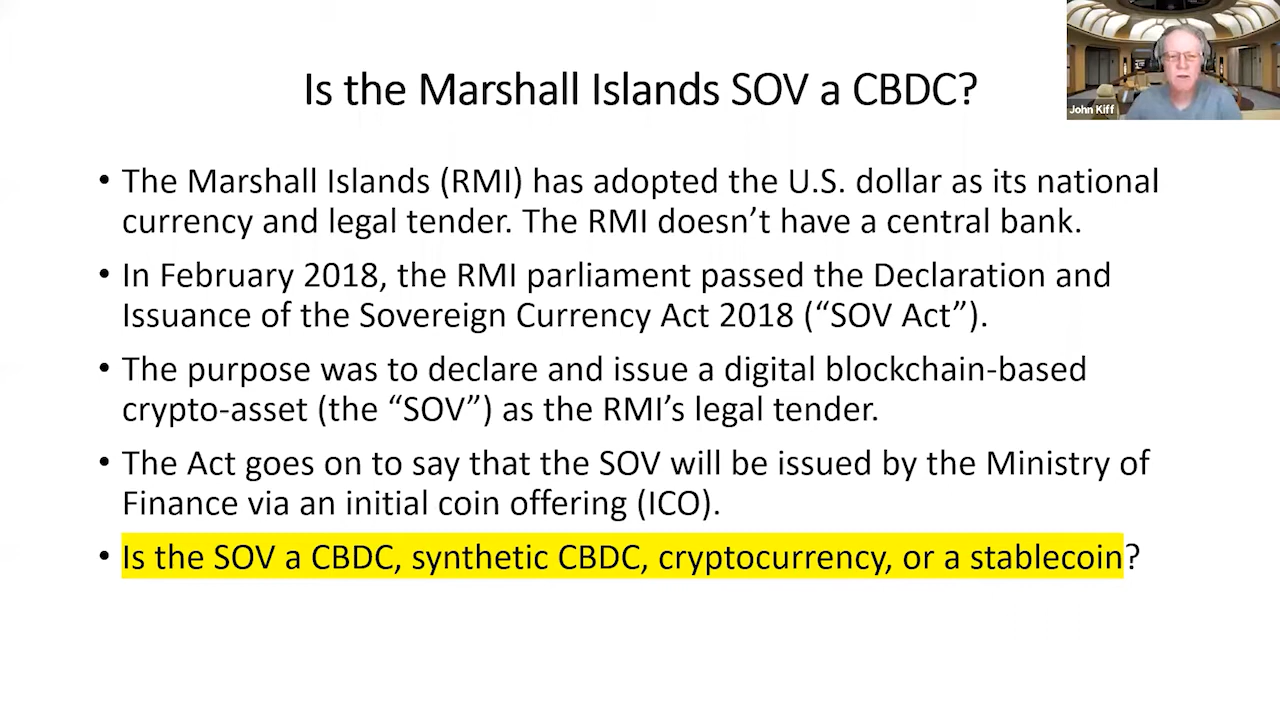 Is the Marshall Islands SOV a CBDC?
John Kiff
• The Marshall Islands (RMI) has adopted the U.S. dollar as its national
currency and legal tender. The RMI doesn’t have a central bank.
• In February 2018, the RMI parliament passed the Declaration and
Issuance of the Sovereign Currency Act 2018 (“SOV Act”).
• The purpose was to declare and issue a digital blockchain-based
crypto-asset (the “SOV”) as the RMI’s legal tender.
• The Act goes on to say that the SOV will be issued by the Ministry of
Finance via an initial coin offering (ICO).
• Is the SOV a CBDC, synthetic CBDC, cryptocurrency, or a stablecoin?